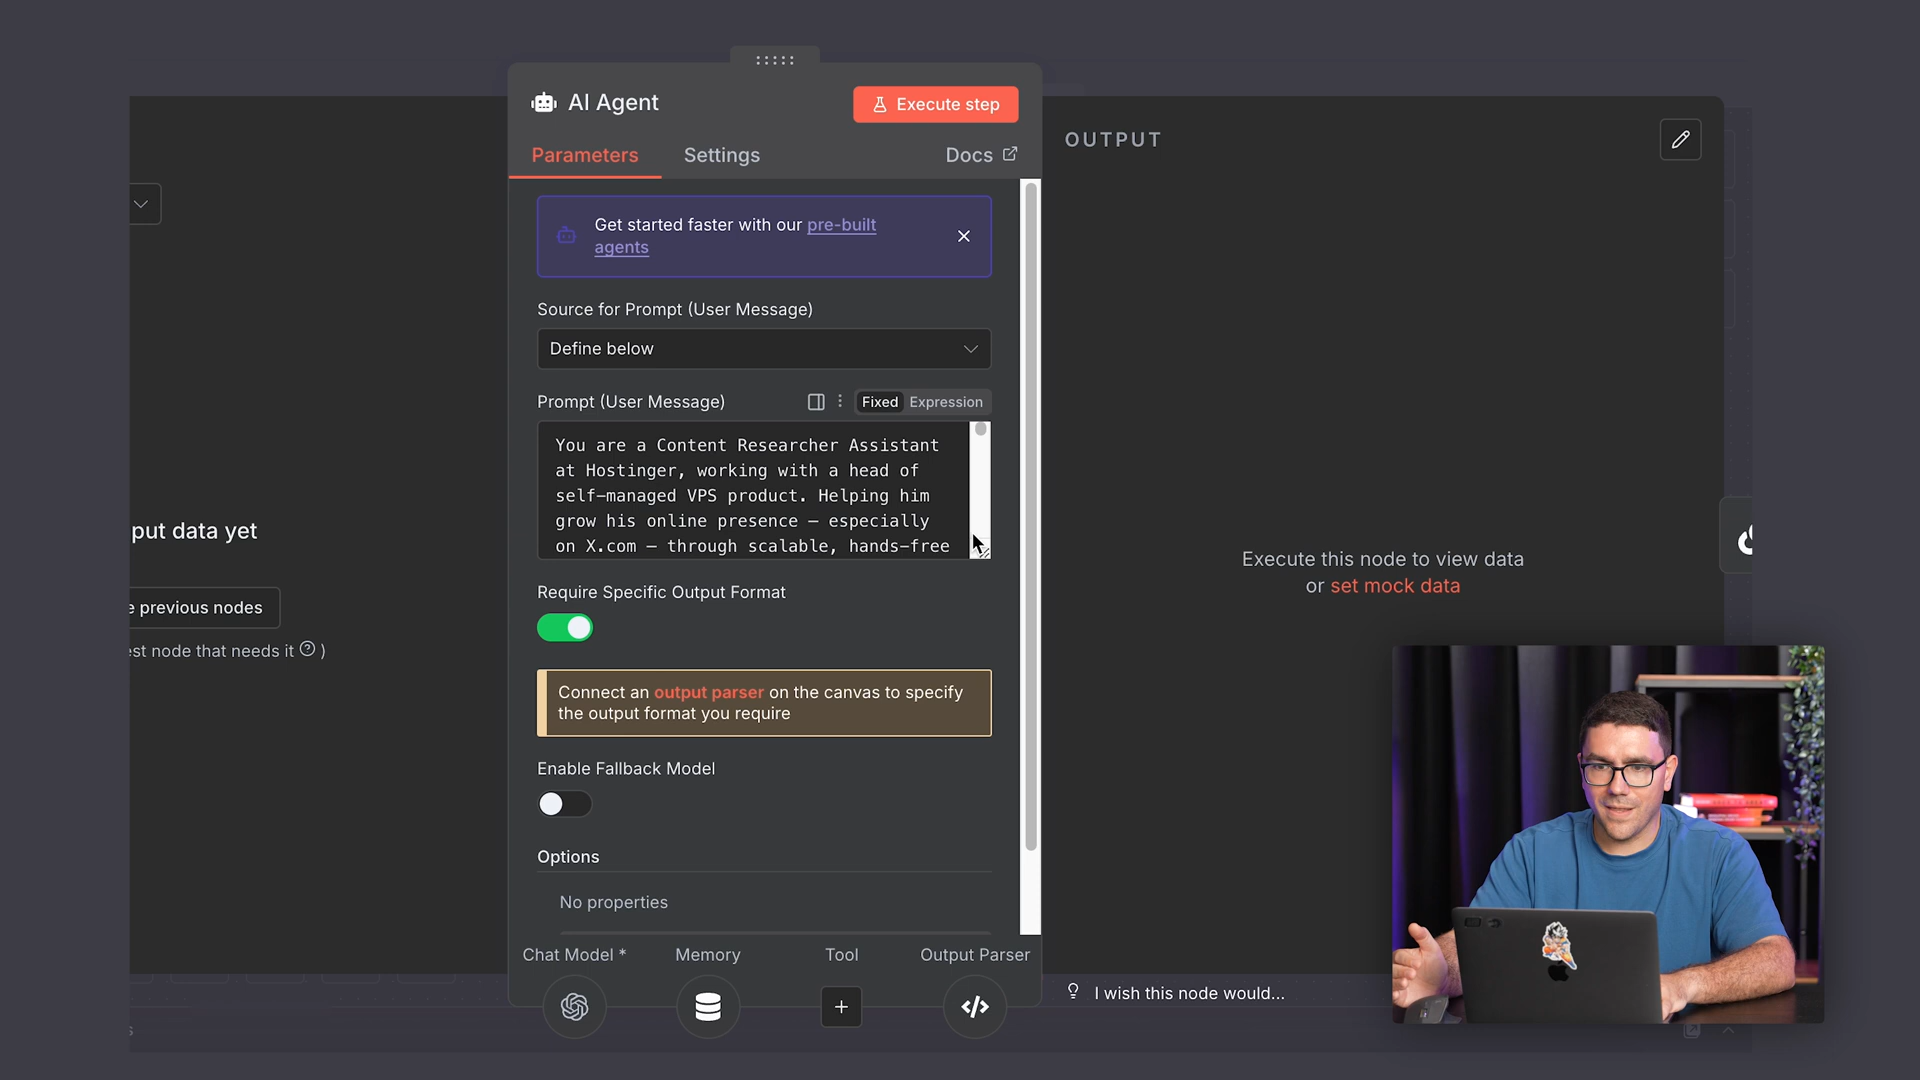 AI Agent
Execute step
Parameters
Settings
Docs
OUTPUT
Get started faster with our pre-built
agents
Source for Prompt (User Message)
Define below
Prompt (User Message)
Fixed
Expression
You are a Content Researcher Assistant
at Hostinger, working with a head of
self-managed VPS product. Helping him
grow his online presence — especially
on X.com — through scalable, hands-free
put data yet
e previous nodes
est node that needs it ? )
Execute this node to view data
or set mock data
Require Specific Output Format
Connect an output parser on the canvas to specify
the output format you require
Enable Fallback Model
Options
No properties
Chat Model *
Memory
Tool
Output Parser
I wish this node would...
s